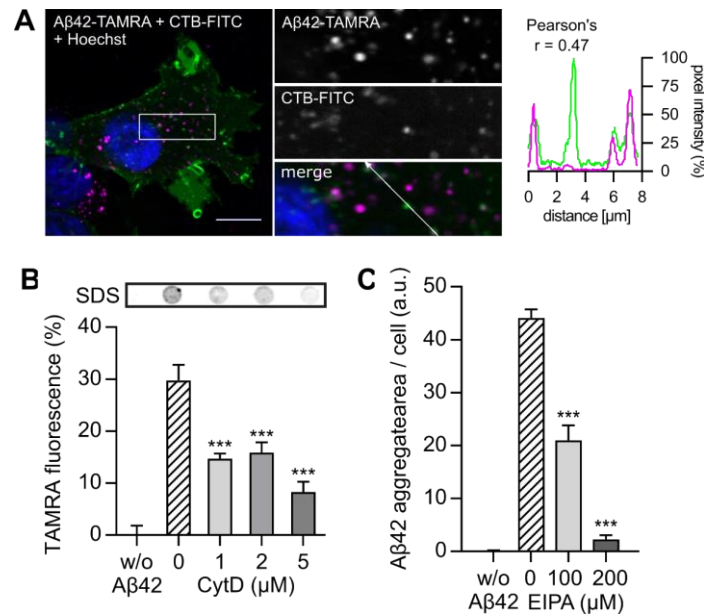 A
Aβ42-TAMRA + CTB-FITC
+ Hoechst
Aβ42-TAMRA
CTB-FITC
merge
Pearson's
r = 0.47
100
75
50
25
0
pixel intensity (%)
0 2 4 6 8
distance [µm]
B
SDS
TAMRA fluorescence (%)
40
30
20
10
0
***
***
***
w/o
Aβ42
0 1 2 5
CytD (µM)
C
Aβ42 aggregatearea / cell (a.u.)
50
40
30
20
10
0
***
***
w/o
Aβ42
0 100 200
EIPA (µM)